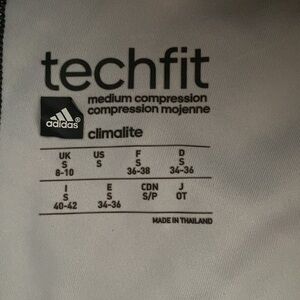 techfit
medium compression
compression mojenne
adidas®
climalite
UK US F D
S S S S
8-10 36-38 34-36
I E CDN J
S S S/P OT
40-42 34-36
MADE IN THAILAND